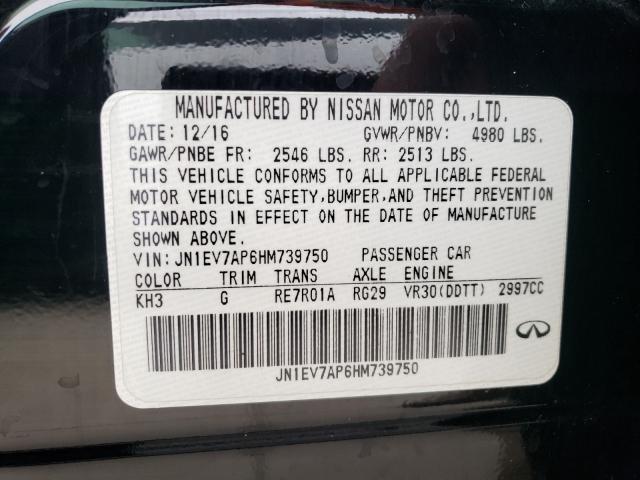 MANUFACTURED BY NISSAN MOTOR CO.,LTD.
DATE: 12/16 GVWR/PNBV: 4980 LBS.
GAWR/PNBE FR: 2546 LBS. RR: 2513 LBS.
THIS VEHICLE CONFORMS TO ALL APPLICABLE FEDERAL
MOTOR VEHICLE SAFETY,BUMPER,AND THEFT PREVENTION
STANDARDS IN EFFECT ON THE DATE OF MANUFACTURE
SHOWN ABOVE.
VIN:JN1EV7AP6HM739750 PASSENGER CAR
COLOR TRIM TRANS AXLE ENGINE
KH3 G RE7R01A RG29 VR30(DDTT) 2997CC
JN1EV7AP6HM739750